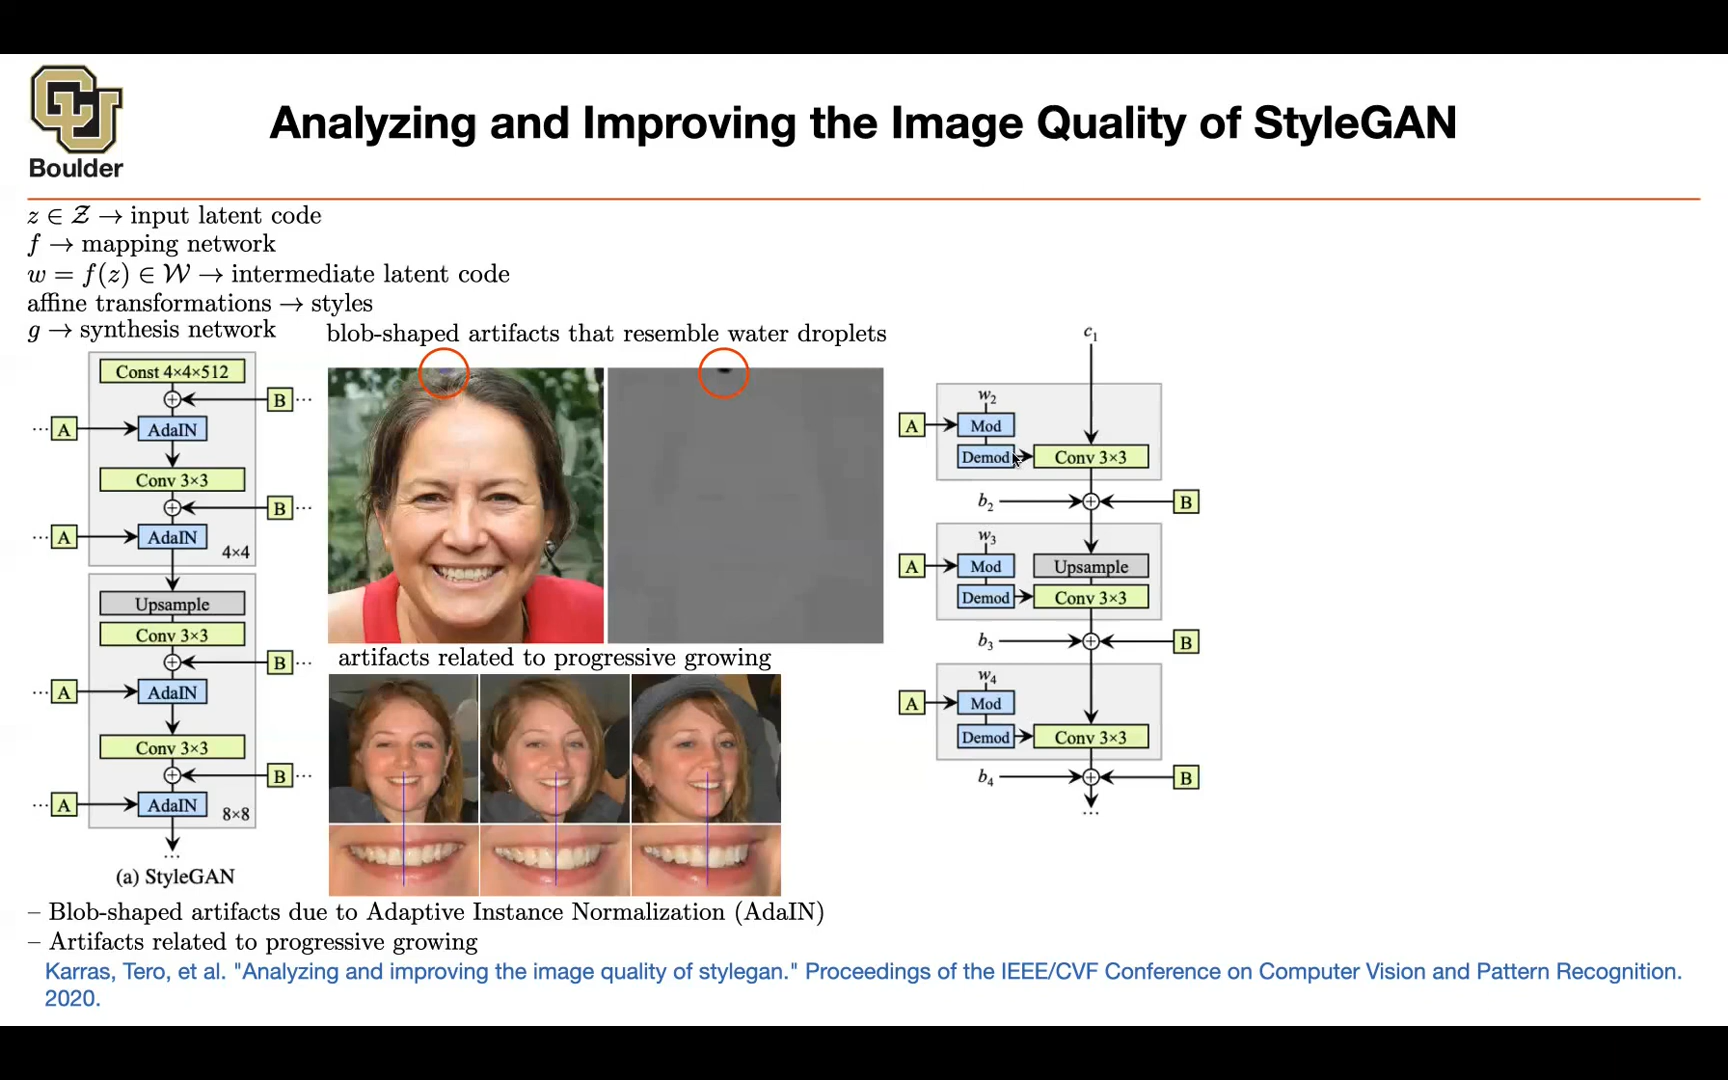 Boulder
Analyzing and Improving the Image Quality of StyleGAN
z ∈ 𝒵 → input latent code
f → mapping network
w = f(z) ∈ 𝒲 → intermediate latent code
affine transformations → styles
g → synthesis network
blob-shaped artifacts that resemble water droplets
Const 4×4×512
B ...
... A
AdaIN
Conv 3×3
B ...
... A
AdaIN
4×4
Upsample
Conv 3×3
B ...
... A
AdaIN
Conv 3×3
B ...
... A
AdaIN
8×8
...
(a) StyleGAN
artifacts related to progressive growing
c₁
w₂
A
Mod
Demod
Conv 3×3
b₂
B
w₃
A
Mod
Upsample
Demod
Conv 3×3
b₃
B
w₄
A
Mod
Demod
Conv 3×3
b₄
B
...
– Blob-shaped artifacts due to Adaptive Instance Normalization (AdaIN)
– Artifacts related to progressive growing
Karras, Tero, et al. "Analyzing and improving the image quality of stylegan." Proceedings of the IEEE/CVF Conference on Computer Vision and Pattern Recognition.
2020.